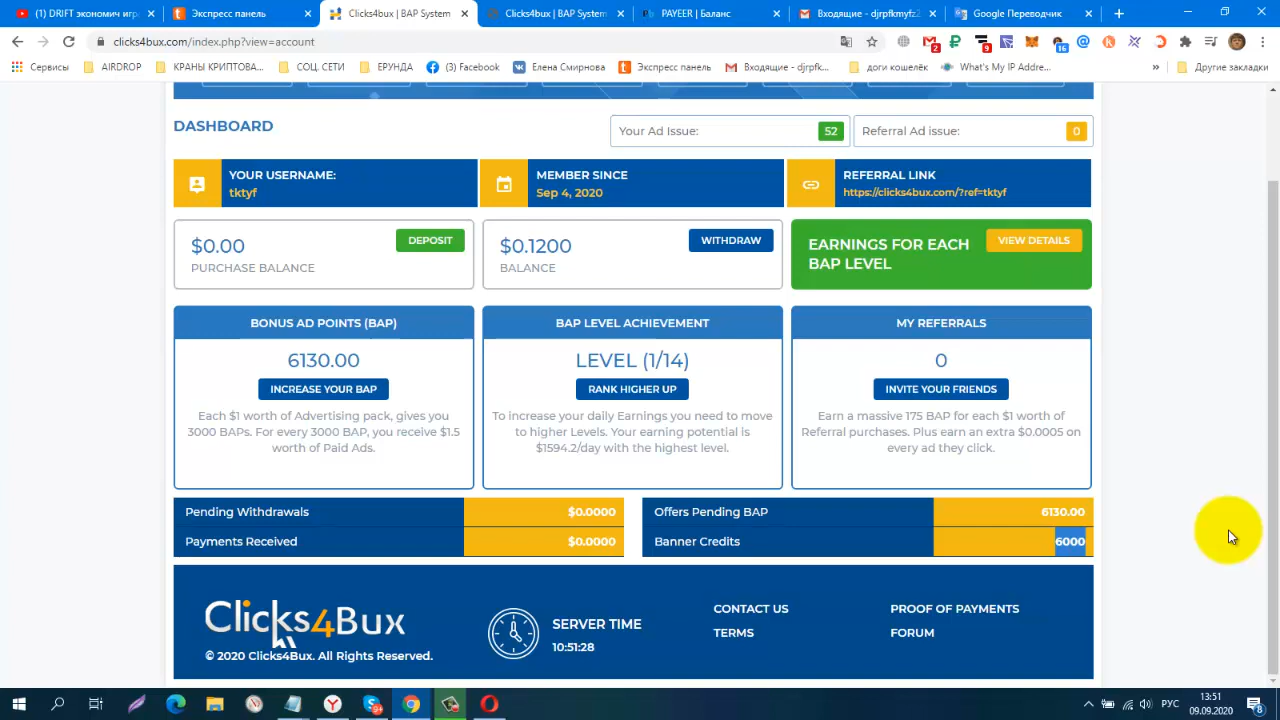 (1) DRIFT экономич игра
Экспресс панель
Clicks4bux | BAP System
Clicks4bux | BAP System
PAYEER | Баланс
Входящие - djrpfkmyfz2
Google Переводчик
clicks4bux.com/index.php?view=account
2
9
16
Сервисы
AIRDROP
КРАНЫ КРИПТОВА...
СОЦ. СЕТИ
ЕРУНДА
(3) Facebook
Елена Смирнова
Экспресс панель
Входящие - djrpfk...
доги кошелёк
What's My IP Addre...
»
Другие закладки
DASHBOARD
Your Ad Issue:
52
Referral Ad issue:
0
YOUR USERNAME:
tktyf
MEMBER SINCE
Sep 4, 2020
REFERRAL LINK
https://clicks4bux.com/?ref=tktyf
$0.00
DEPOSIT
PURCHASE BALANCE
$0.1200
WITHDRAW
BALANCE
EARNINGS FOR EACH
BAP LEVEL
VIEW DETAILS
BONUS AD POINTS (BAP)
6130.00
INCREASE YOUR BAP
Each $1 worth of Advertising pack, gives you
3000 BAPs. For every 3000 BAP, you receive $1.5
worth of Paid Ads.
BAP LEVEL ACHIEVEMENT
LEVEL (1/14)
RANK HIGHER UP
To increase your daily Earnings you need to move
to higher Levels. Your earning potential is
$1594.2/day with the highest level.
MY REFERRALS
0
INVITE YOUR FRIENDS
Earn a massive 175 BAP for each $1 worth of
Referral purchases. Plus earn an extra $0.0005 on
every ad they click.
Pending Withdrawals
$0.0000
Payments Received
$0.0000
Offers Pending BAP
6130.00
Banner Credits
6000
Clicks4Bux
© 2020 Clicks4Bux. All Rights Reserved.
SERVER TIME
10:51:28
CONTACT US
TERMS
PROOF OF PAYMENTS
FORUM
РУС
13:51
09.09.2020